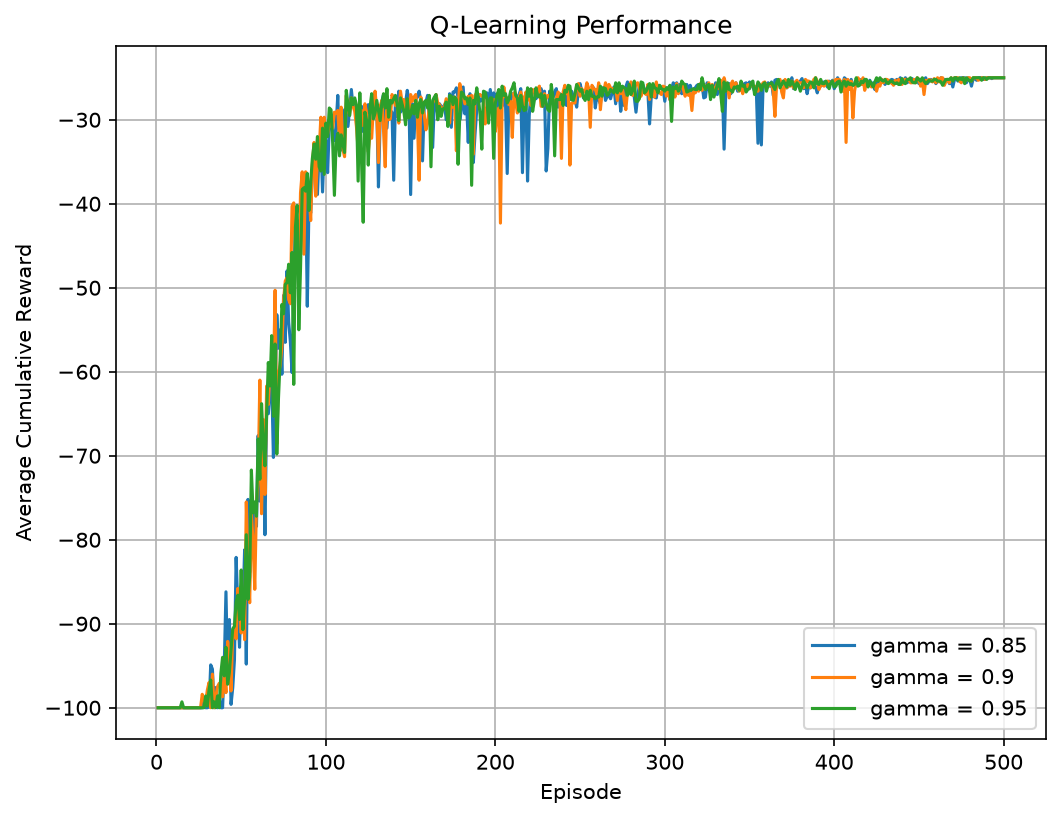 Q-Learning Performance
Average Cumulative Reward
−30
−40
−50
−60
−70
−80
−90
−100
0
100
200
300
400
500
Episode
gamma = 0.85
gamma = 0.9
gamma = 0.95